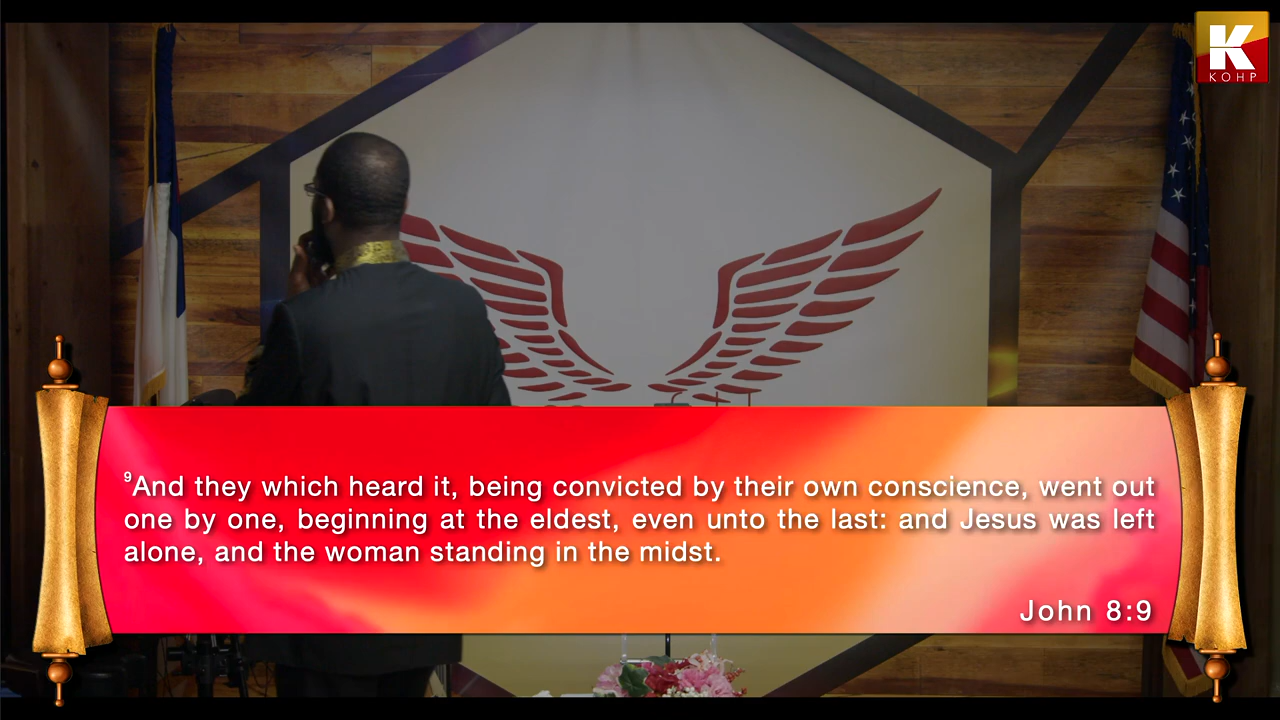 K
KOHP
⁹And they which heard it, being convicted by their own conscience, went out
one by one, beginning at the eldest, even unto the last: and Jesus was left
alone, and the woman standing in the midst.
John 8:9